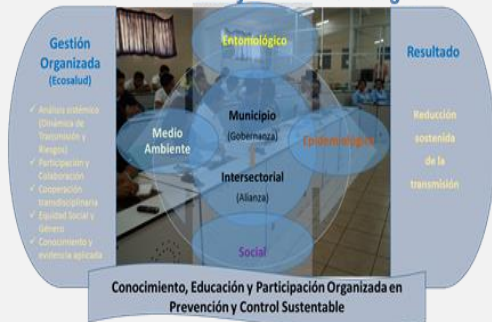 Gestión
Organizada
(Ecosalud)
✓ Análisis sistémico
(Dinámica de
Transmisión y
Riesgos)
✓ Participación y
Colaboración
✓ Cooperación
transdisciplinaria
✓ Equidad Social y
Género
✓ Conocimiento y
evidencia aplicada
Entomológico
Medio
Ambiente
Municipio
(Gobernanza)
Intersectorial
(Alianza)
Epidemiológico
Social
Resultado
Reducción
sostenida
de la
transmisión
Conocimiento, Educación y Participación Organizada en
Prevención y Control Sustentable